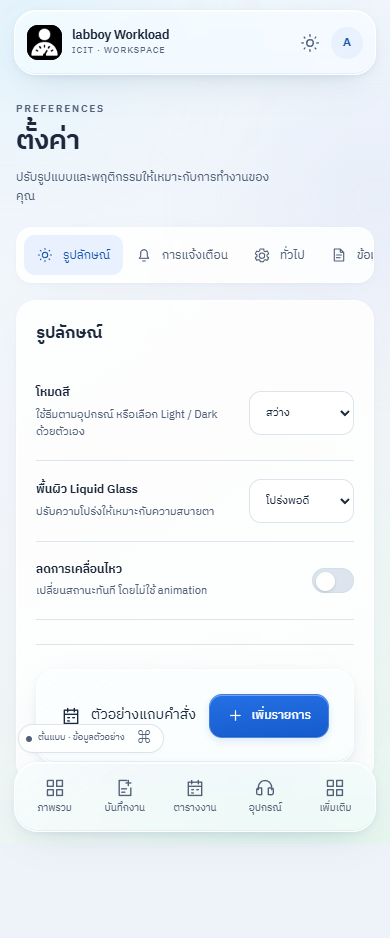 labboy Workload
ICIT · WORKSPACE
A
PREFERENCES
ตั้งค่า
ปรับรูปแบบและพฤติกรรมให้เหมาะกับการทำงานของ
คุณ
รูปลักษณ์
การแจ้งเตือน
ทั่วไป
รูปลักษณ์
โหมดสี
ใช้ธีมตามอุปกรณ์ หรือเลือก Light / Dark
ด้วยตัวเอง
สว่าง
พื้นผิว Liquid Glass
ปรับความโปร่งให้เหมาะกับความสบายตา
โปร่งพอดี
ลดการเคลื่อนไหว
เปลี่ยนสถานะทันที โดยไม่ใช้ animation
ตัวอย่างแถบคำสั่ง
เพิ่มรายการ
ต้นแบบ · ข้อมูลตัวอย่าง ⌘
ภาพรวม
บันทึกงาน
ตารางงาน
อุปกรณ์
เพิ่มเติม